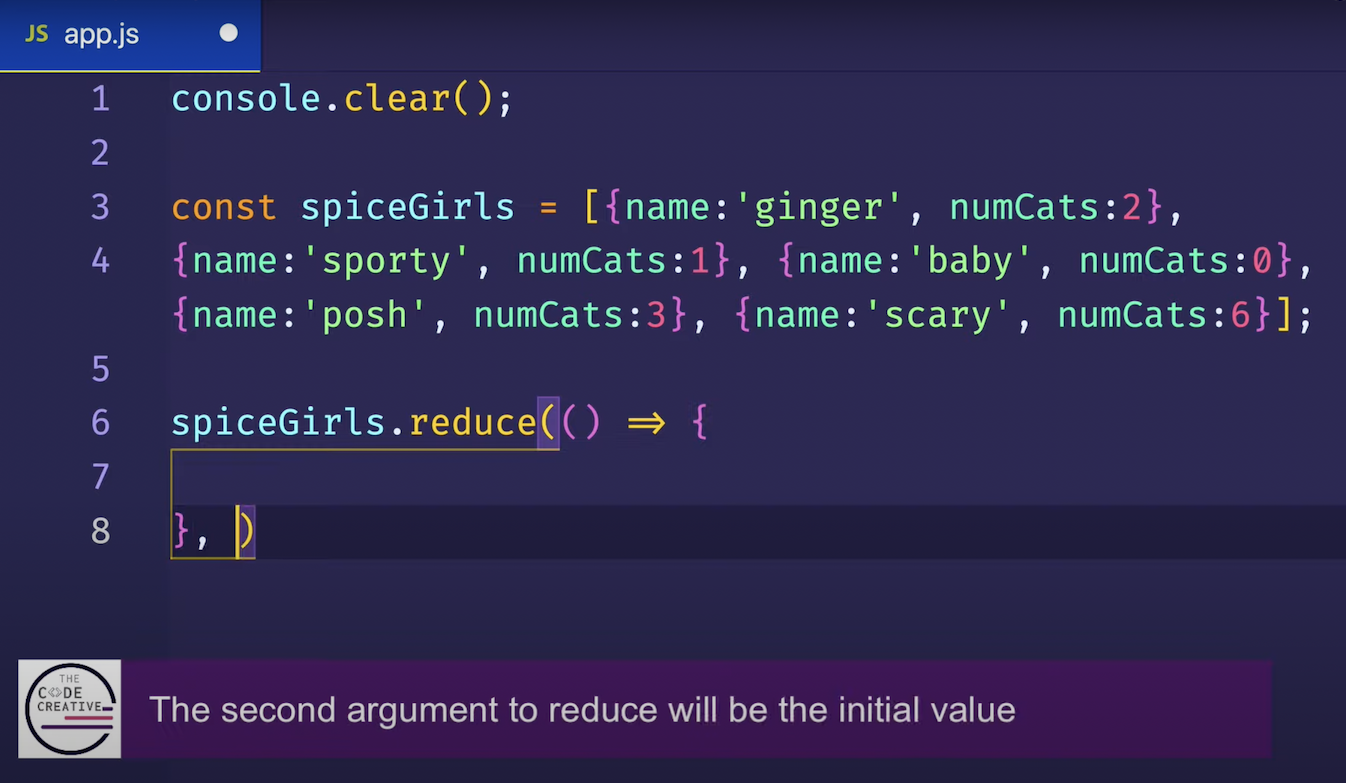 JS app.js
1 console.clear();
2
3 const spiceGirls = [{name:'ginger', numCats:2},
4 {name:'sporty', numCats:1}, {name:'baby', numCats:0},
{name:'posh', numCats:3}, {name:'scary', numCats:6}];
5
6 spiceGirls.reduce(() => {
7
8 }, )
THE
C<>DE
CREATIVE
The second argument to reduce will be the initial value